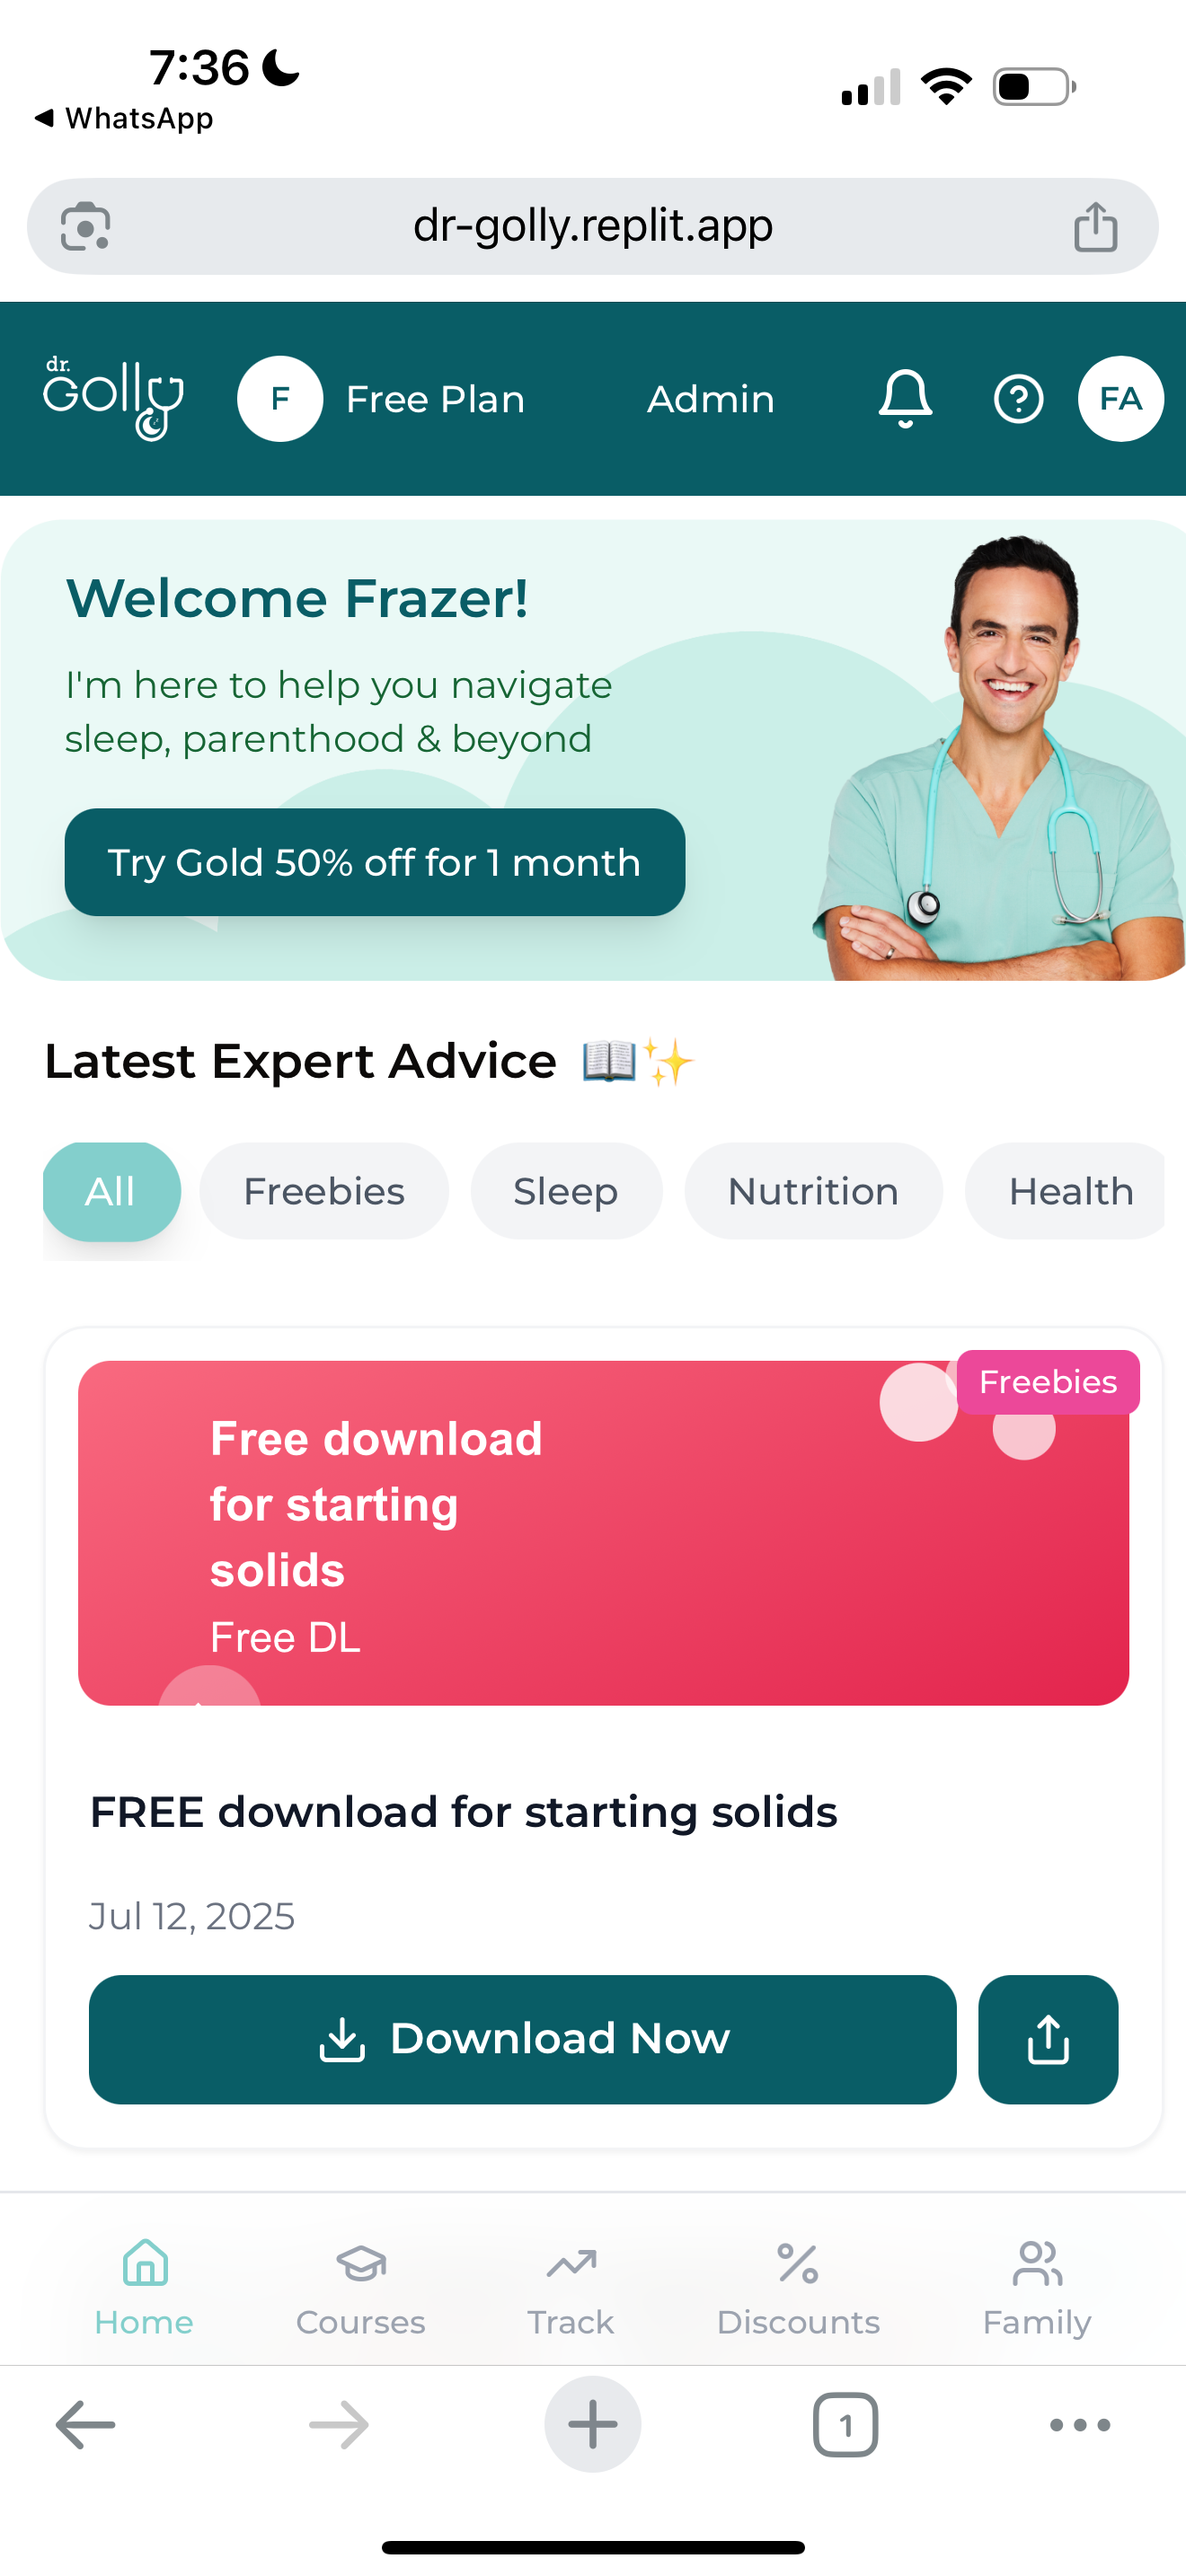 7:36
WhatsApp
dr-golly.replit.app
dr.
Golly
F
Free Plan
Admin
FA
Welcome Frazer!
I'm here to help you navigate
sleep, parenthood & beyond
Try Gold 50% off for 1 month
Latest Expert Advice
All
Freebies
Sleep
Nutrition
Health
Freebies
Free download
for starting
solids
Free DL
FREE download for starting solids
Jul 12, 2025
Download Now
Home
Courses
Track
Discounts
Family
1